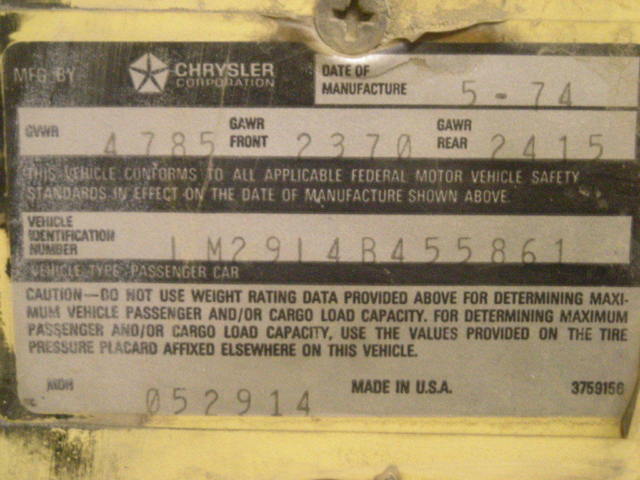 MFG. BY CHRYSLER CORPORATION
DATE OF MANUFACTURE 5-74
GVWR 4785 GAWR FRONT 2370 GAWR REAR 2415
THIS VEHICLE CONFORMS TO ALL APPLICABLE FEDERAL MOTOR VEHICLE SAFETY
STANDARDS IN EFFECT ON THE DATE OF MANUFACTURE SHOWN ABOVE.
VEHICLE IDENTIFICATION NUMBER LM29L4B455861
VEHICLE TYPE: PASSENGER CAR
CAUTION—DO NOT USE WEIGHT RATING DATA PROVIDED ABOVE FOR DETERMINING MAXI-
MUM VEHICLE PASSENGER AND/OR CARGO LOAD CAPACITY. FOR DETERMINING MAXIMUM
PASSENGER AND/OR CARGO LOAD CAPACITY, USE THE VALUES PROVIDED ON THE TIRE
PRESSURE PLACARD AFFIXED ELSEWHERE ON THIS VEHICLE.
MDH 052914 MADE IN U.S.A. 3759156